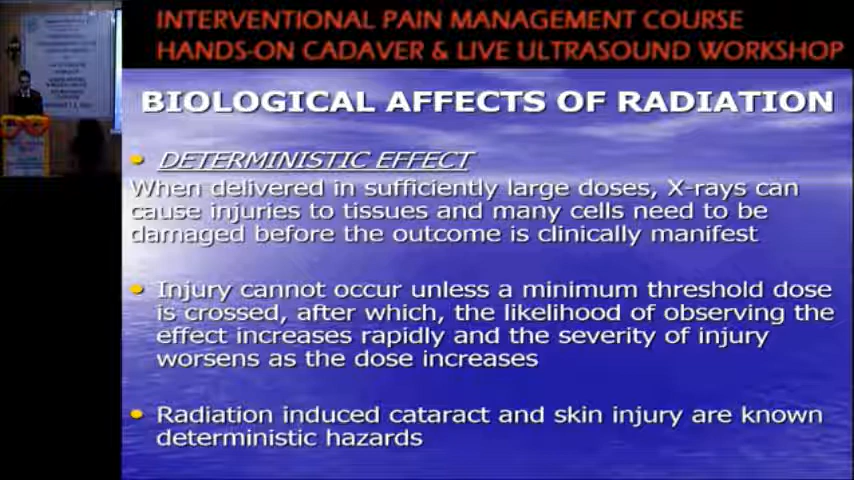 INTERVENTIONAL PAIN MANAGEMENT COURSE
HANDS-ON CADAVER & LIVE ULTRASOUND WORKSHOP
BIOLOGICAL AFFECTS OF RADIATION
• DETERMINISTIC EFFECT
When delivered in sufficiently large doses, X-rays can
cause injuries to tissues and many cells need to be
damaged before the outcome is clinically manifest
• Injury cannot occur unless a minimum threshold dose
is crossed, after which, the likelihood of observing the
effect increases rapidly and the severity of injury
worsens as the dose increases
• Radiation induced cataract and skin injury are known
deterministic hazards